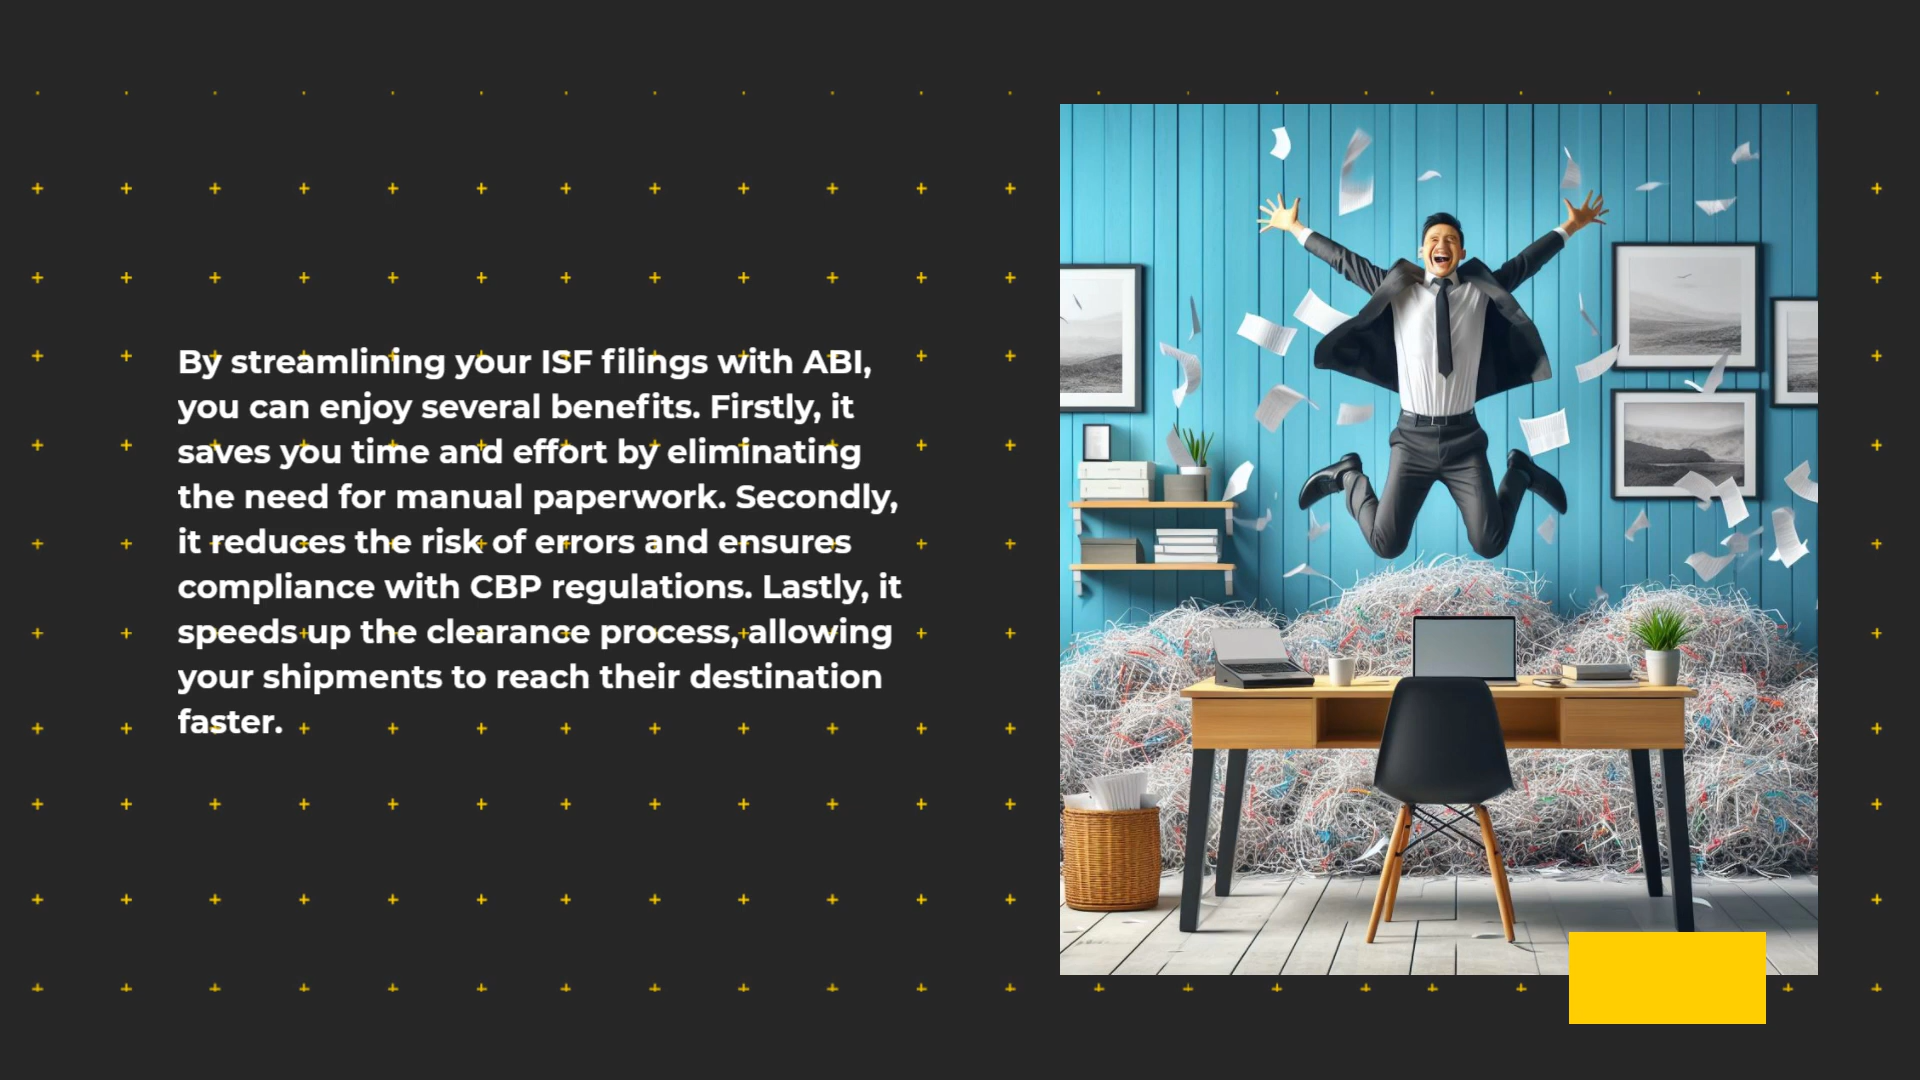 By streamlining your ISF filings with ABI,
you can enjoy several benefits. Firstly, it
saves you time and effort by eliminating
the need for manual paperwork. Secondly,
it reduces the risk of errors and ensures
compliance with CBP regulations. Lastly, it
speeds up the clearance process, allowing
your shipments to reach their destination
faster.